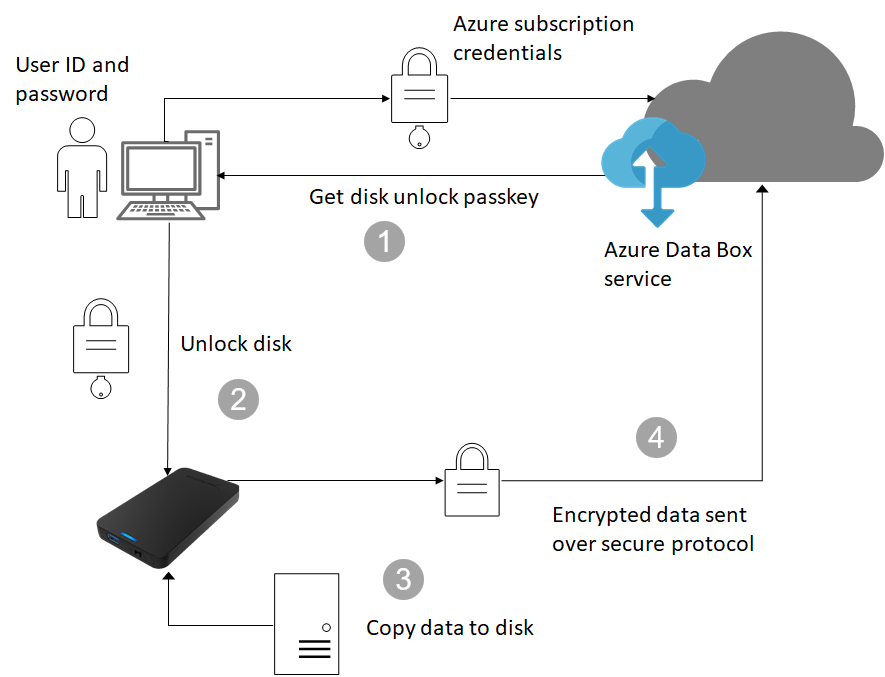 Azure subscription
credentials
User ID and
password
Get disk unlock passkey
1
Azure Data Box
service
Unlock disk
2
4
Encrypted data sent
over secure protocol
3
Copy data to disk